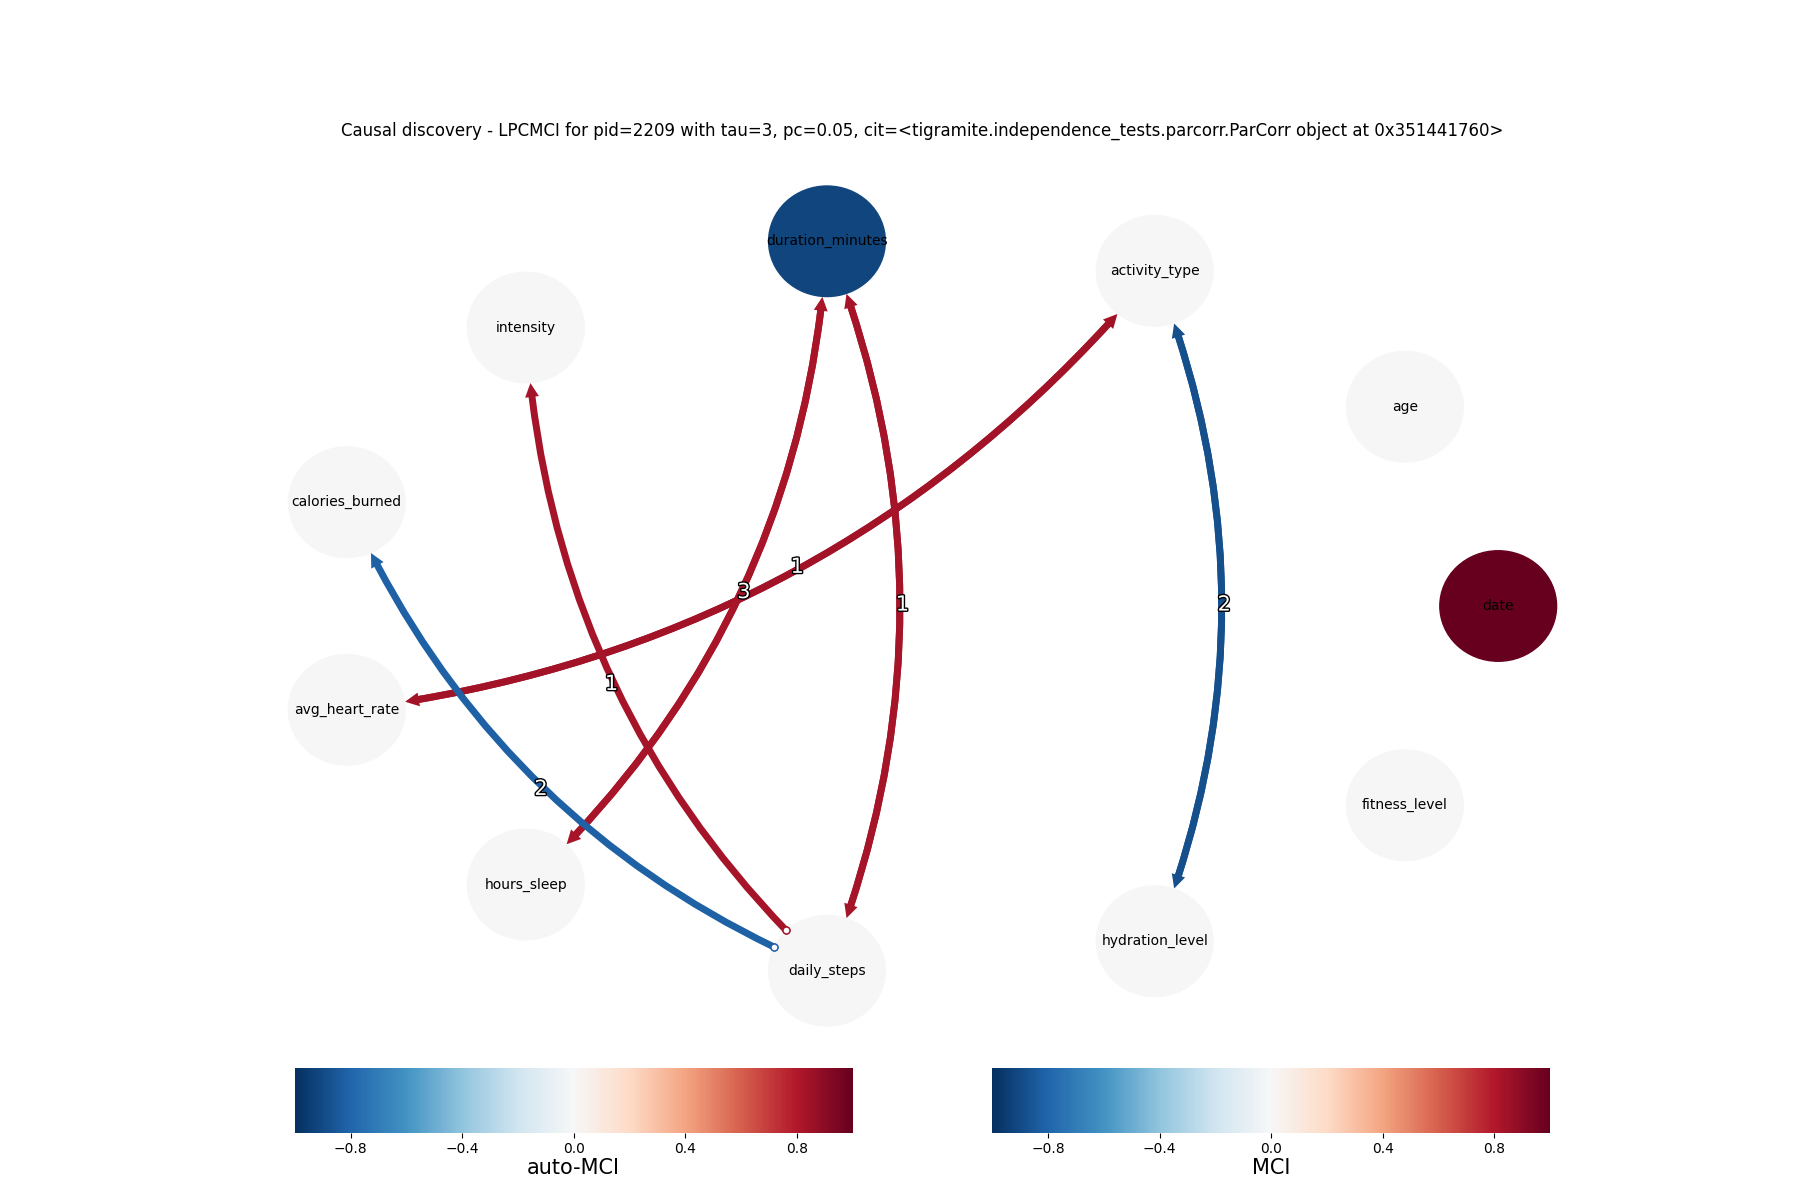 Causal discovery - LPCMCI for pid=2209 with tau=3, pc=0.05, cit=<tigramite.independence_tests.parcorr.ParCorr object at 0x351441760>
duration_minutes
activity_type
intensity
age
calories_burned
1
3
1
2
date
1
avg_heart_rate
2
fitness_level
hours_sleep
hydration_level
daily_steps
−0.8 −0.4 0.0 0.4 0.8
auto-MCI
−0.8 −0.4 0.0 0.4 0.8
MCI